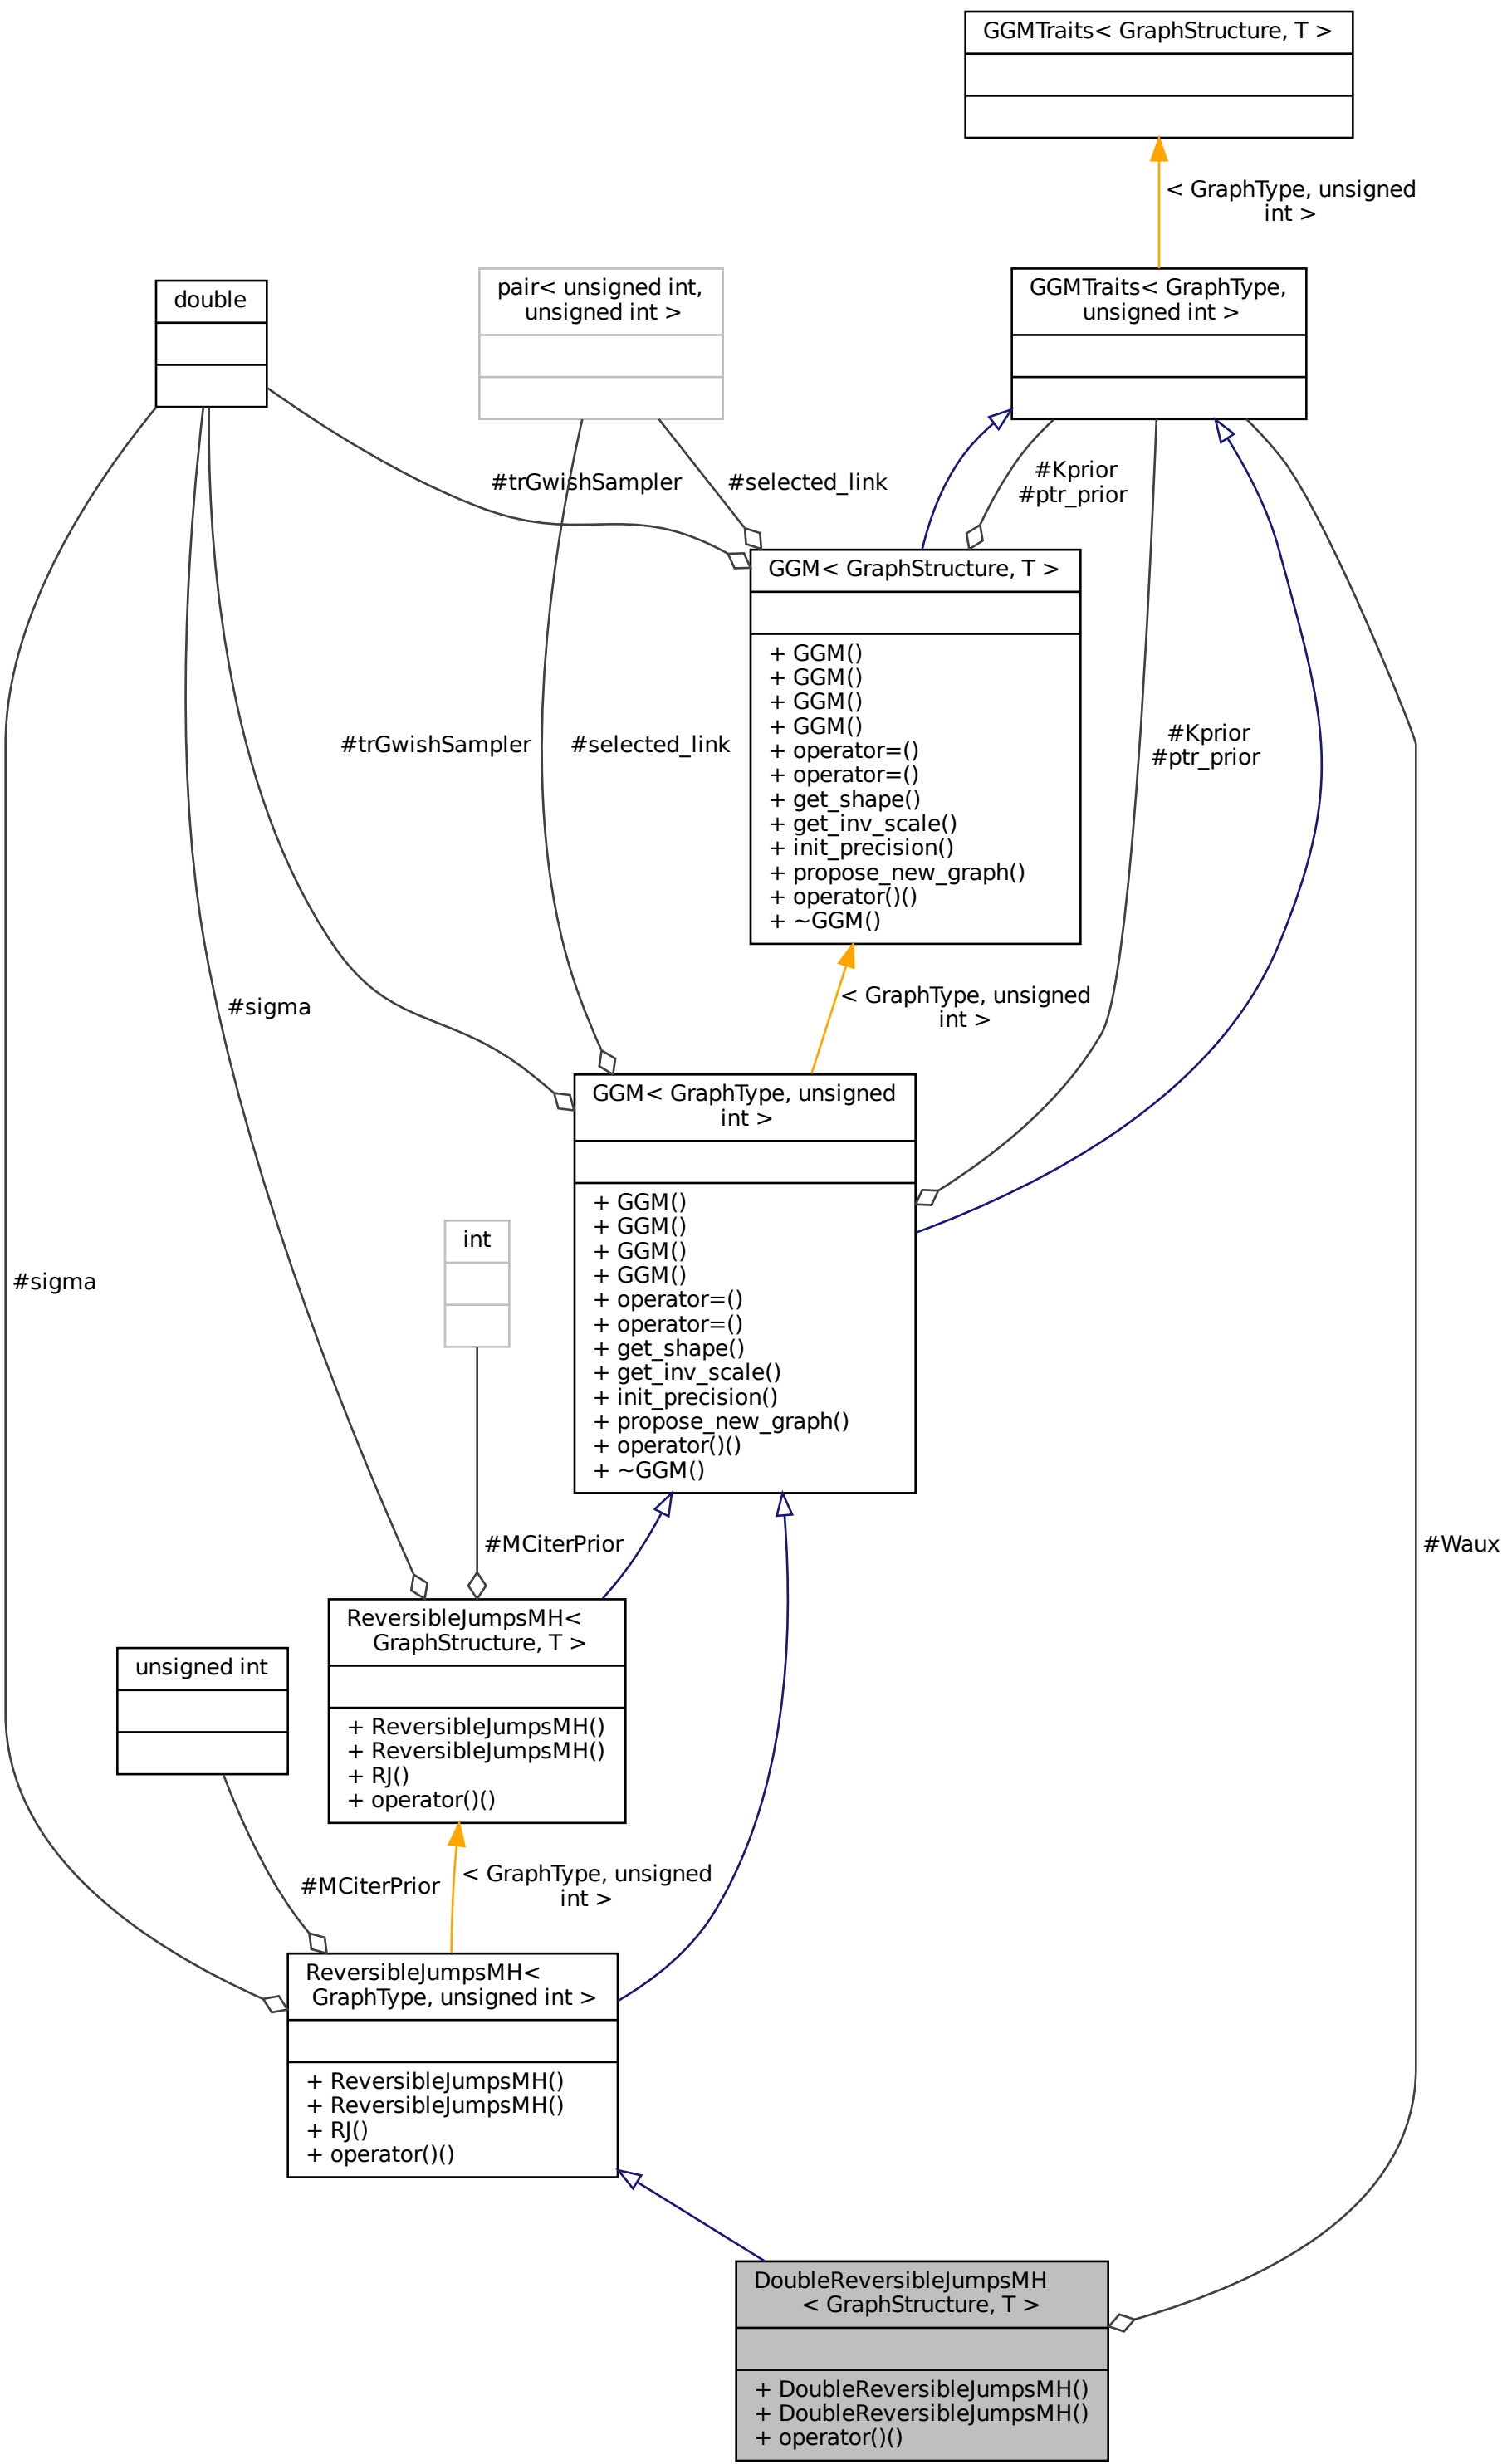 GGMTraits< GraphStructure, T >
< GraphType, unsigned
int >
double
pair< unsigned int,
unsigned int >
GGMTraits< GraphType,
unsigned int >
#trGwishSampler
#selected_link
#Kprior
#ptr_prior
GGM< GraphStructure, T >
+ GGM()
+ GGM()
+ GGM()
+ GGM()
+ operator=()
+ operator=()
+ get_shape()
+ get_inv_scale()
+ init_precision()
+ propose_new_graph()
+ operator()()
+ ~GGM()
#trGwishSampler
#selected_link
#Kprior
#ptr_prior
#sigma
< GraphType, unsigned
int >
GGM< GraphType, unsigned
int >
+ GGM()
+ GGM()
+ GGM()
+ GGM()
+ operator=()
+ operator=()
+ get_shape()
+ get_inv_scale()
+ init_precision()
+ propose_new_graph()
+ operator()()
+ ~GGM()
int
#sigma
#MCiterPrior
#Waux
ReversibleJumpsMH<
GraphStructure, T >
+ ReversibleJumpsMH()
+ ReversibleJumpsMH()
+ RJ()
+ operator()()
unsigned int
#MCiterPrior
< GraphType, unsigned
int >
ReversibleJumpsMH<
GraphType, unsigned int >
+ ReversibleJumpsMH()
+ ReversibleJumpsMH()
+ RJ()
+ operator()()
DoubleReversibleJumpsMH
< GraphStructure, T >
+ DoubleReversibleJumpsMH()
+ DoubleReversibleJumpsMH()
+ operator()()